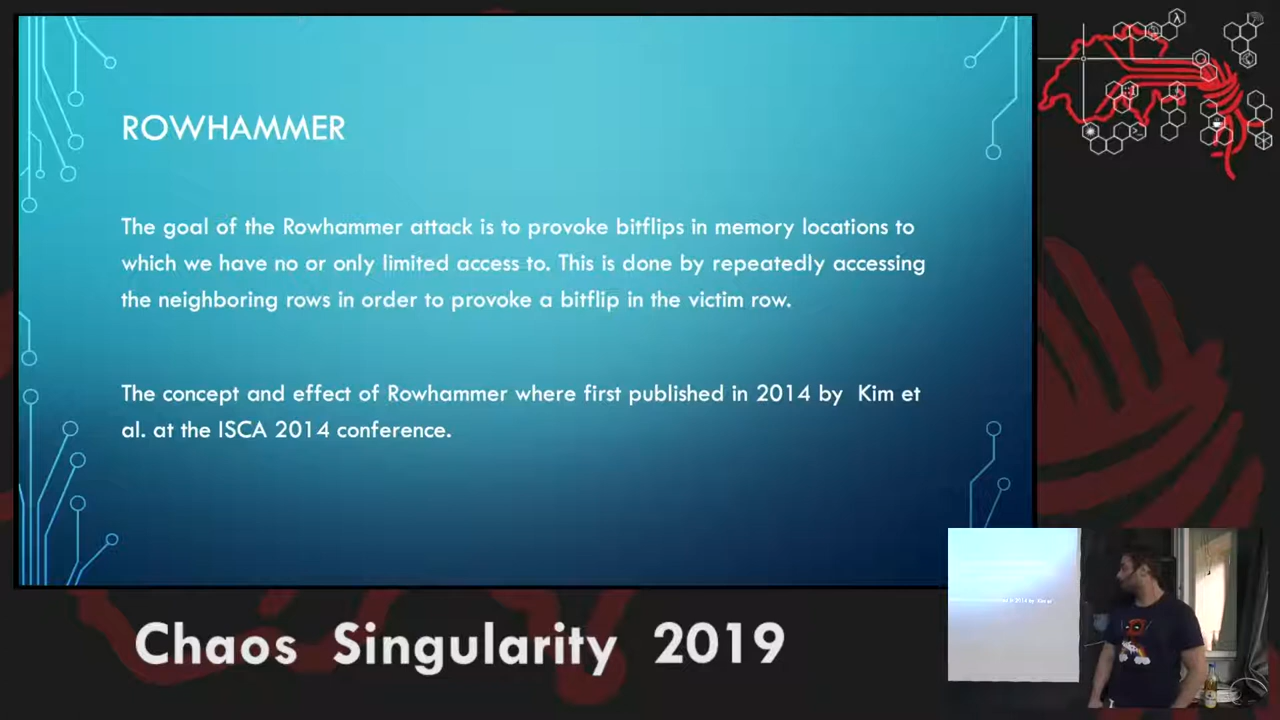 ROWHAMMER
The goal of the Rowhammer attack is to provoke bitflips in memory locations to
which we have no or only limited access to. This is done by repeatedly accessing
the neighboring rows in order to provoke a bitflip in the victim row.
The concept and effect of Rowhammer where first published in 2014 by Kim et
al. at the ISCA 2014 conference.
Chaos Singularity 2019